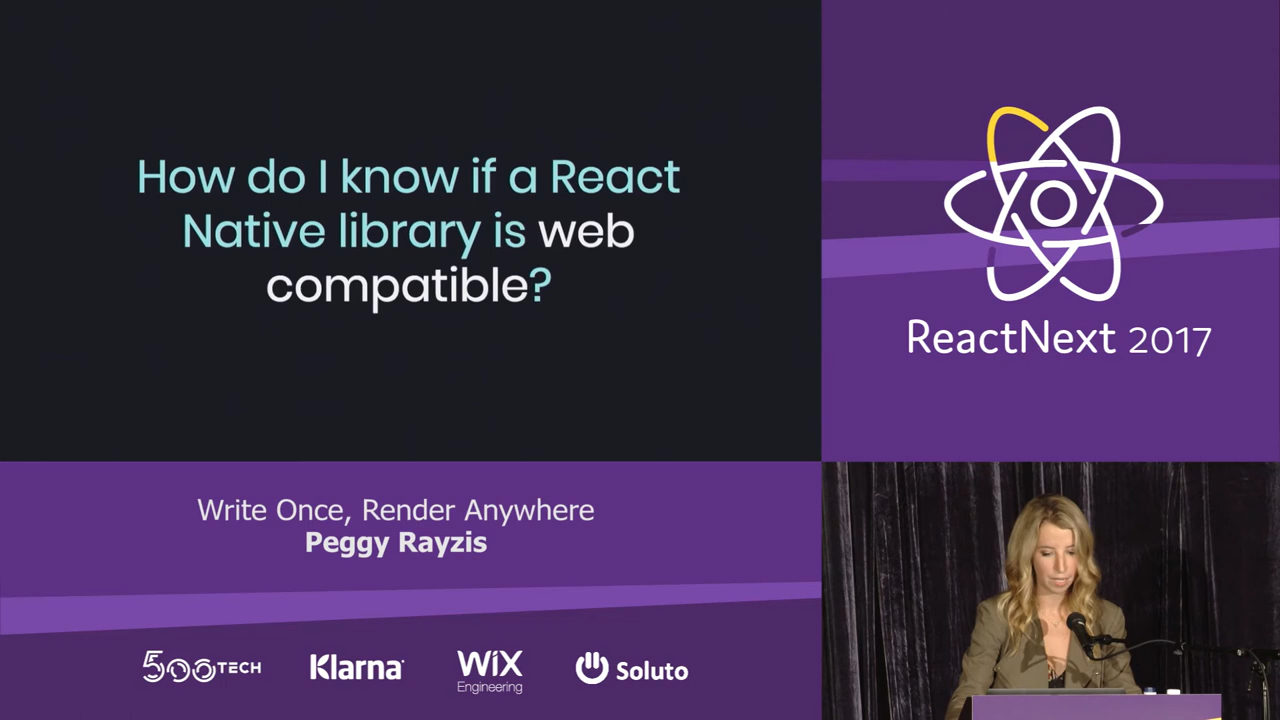 How do I know if a React
Native library is web
compatible?
ReactNext 2017
Write Once, Render Anywhere
Peggy Rayzis
500TECH
Klarna
WiX
Engineering
Soluto